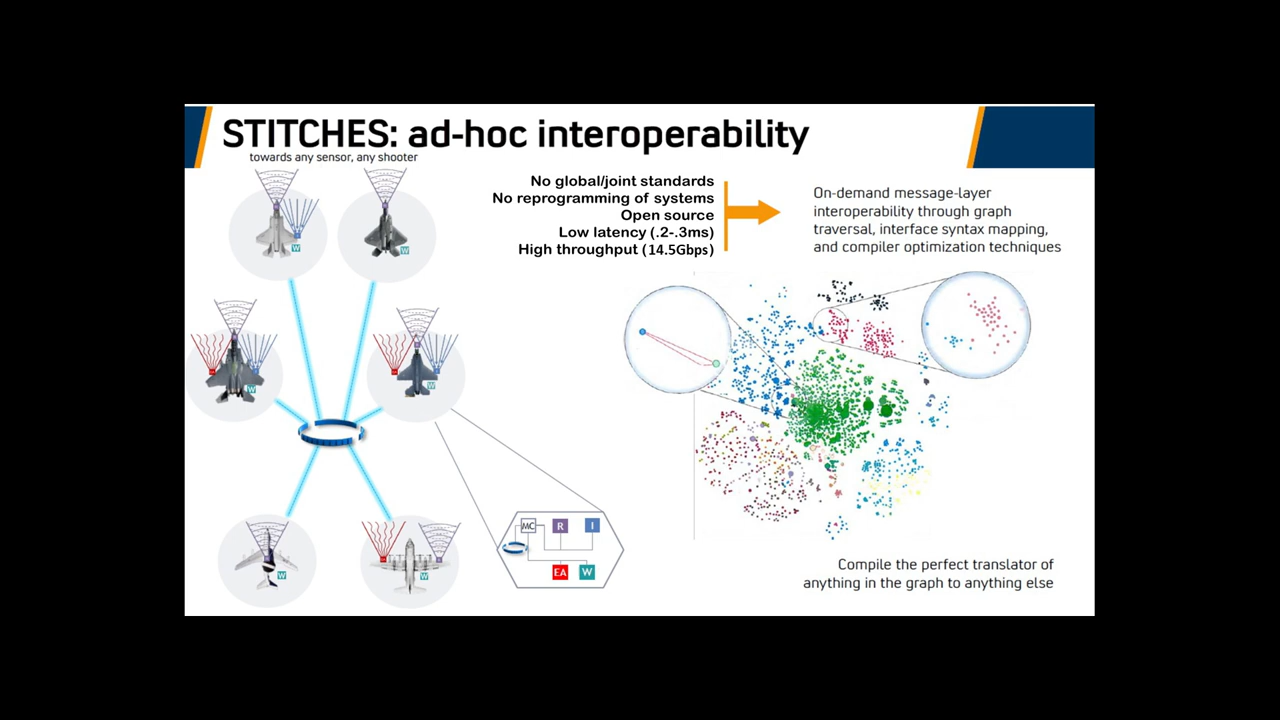 STITCHES: ad-hoc interoperability
towards any sensor, any shooter
No global/joint standards
No reprogramming of systems
Open source
Low latency (.2-.3ms)
High throughput (14.5Gbps)
On-demand message-layer
interoperability through graph
traversal, interface syntax mapping,
and compiler optimization techniques
W
W
W
W
W
W
MC R I
EA W
Compile the perfect translator of
anything in the graph to anything else